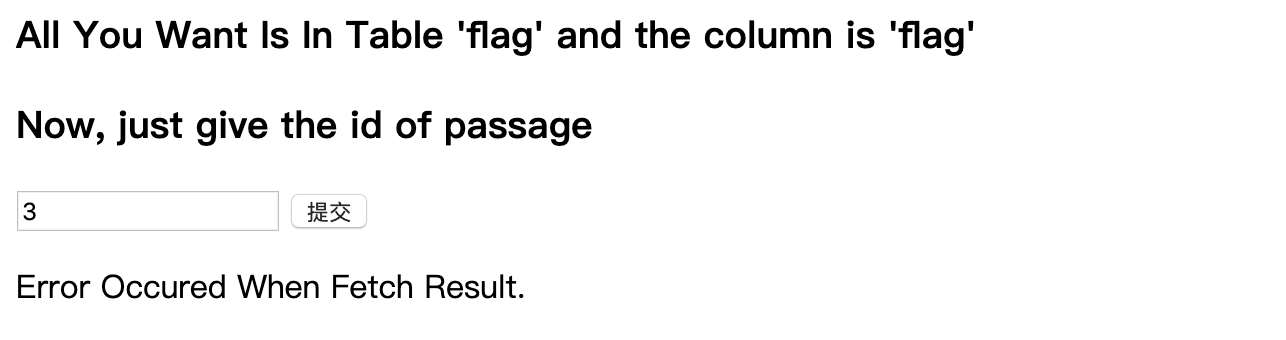 All You Want Is In Table 'flag' and the column is 'flag'
Now, just give the id of passage
3 提交
Error Occured When Fetch Result.